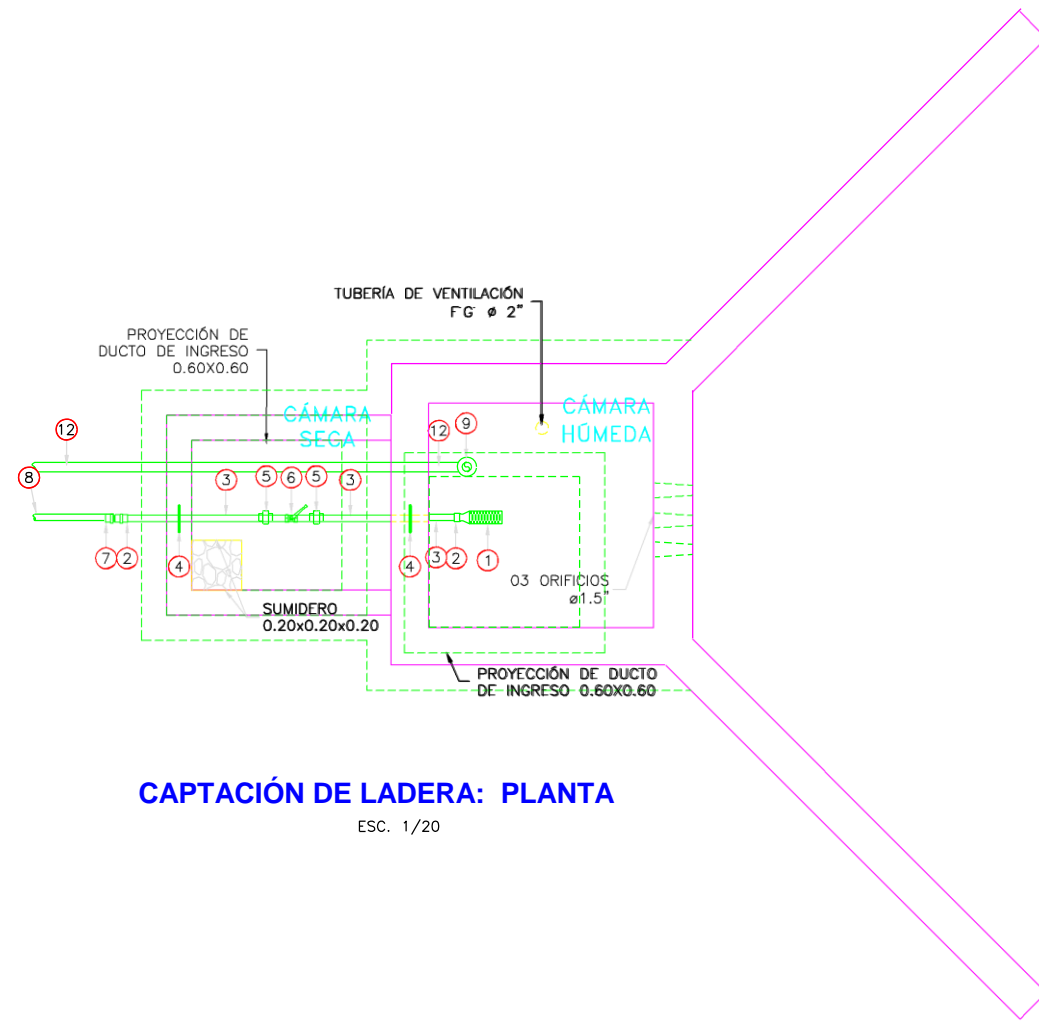 TUBERÍA DE VENTILACIÓN
FG ø 2"
PROYECCIÓN DE
DUCTO DE INGRESO
0.60X0.60
CÁMARA
SECA
CÁMARA
HÚMEDA
12
12
9
8
3
5
6
5
3
7
2
4
4
3
2
1
03 ORIFICIOS
ø1.5"
SUMIDERO
0.20x0.20x0.20
PROYECCIÓN DE DUCTO
DE INGRESO 0.60X0.60
CAPTACIÓN DE LADERA: PLANTA
ESC. 1/20